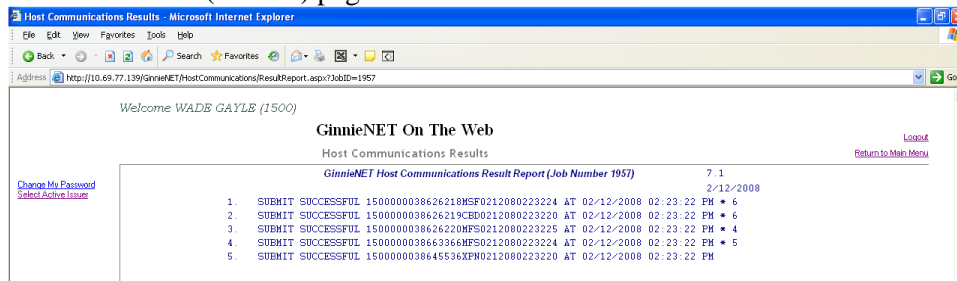 Host Communications Results - Microsoft Internet Explorer
File Edit View Favorites Tools Help
Back Search Favorites
Address http://10.69.77.139/GinnieNET/HostCommunications/ResultReport.aspx?JobID=1957 Go
Welcome WADE GAYLE (1500)
GinnieNET On The Web
Logout
Host Communications Results
Return to Main Menu
GinnieNET Host Communications Result Report (Job Number 1957) 7.1
Change My Password
2/12/2008
Select Active Issuer
1. SUBMIT SUCCESSFUL 1500000038626218MSF0212080223224 AT 02/12/2008 02:23:22 PM * 6
2. SUBMIT SUCCESSFUL 1500000038626219CBD0212080223220 AT 02/12/2008 02:23:22 PM * 6
3. SUBMIT SUCCESSFUL 1500000038626220MFS0212080223225 AT 02/12/2008 02:23:22 PM * 4
4. SUBMIT SUCCESSFUL 1500000038663366MFS0212080223224 AT 02/12/2008 02:23:22 PM * 5
5. SUBMIT SUCCESSFUL 1500000038645536XPN0212080223220 AT 02/12/2008 02:23:22 PM